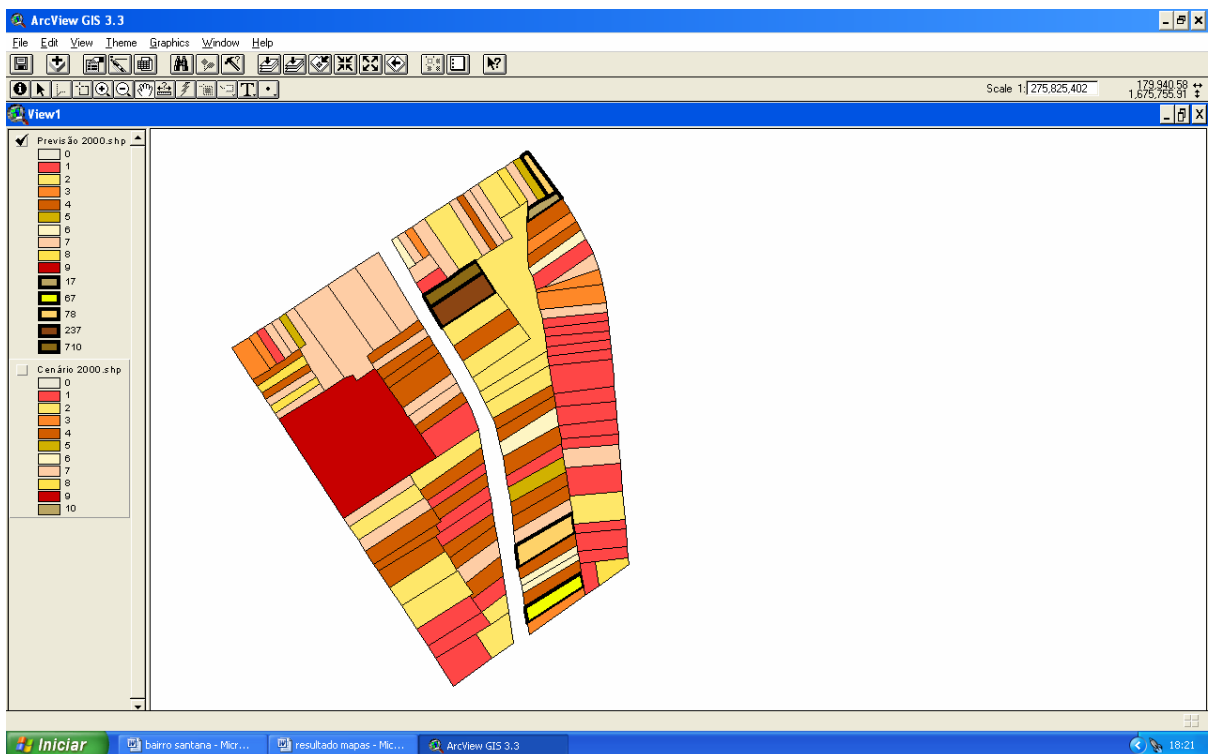 ArcView GIS 3.3
File Edit View Theme Graphics Window Help
Scale 1: 275,825,402
179,940.58
1,675,755.91
View1
Previsão 2000.shp
0
1
2
3
4
5
6
7
8
9
17
67
78
237
710
Cenário 2000.shp
0
1
2
3
4
5
6
7
8
9
10
Iniciar
bairro santana - Micr...
resultado mapas - Mic...
ArcView GIS 3.3
18:21